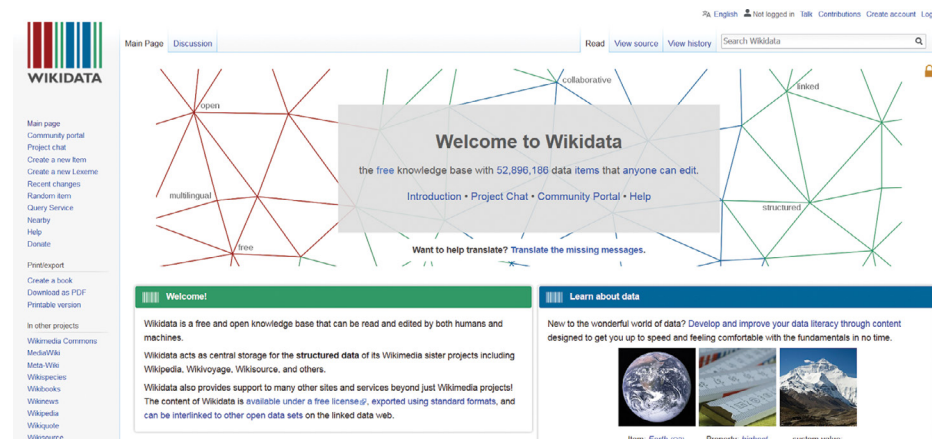 English Not logged in Talk Contributions Create account Log
Main Page Discussion Read View source View history Search Wikidata
WIKIDATA
Main page
Community portal
Project chat
Create a new Item
Create a new Lexeme
Recent changes
Random item
Query Service
Nearby
Help
Donate
Print/export
Create a book
Download as PDF
Printable version
In other projects
Wikimedia Commons
MediaWiki
Meta-Wiki
Wikispecies
Wikibooks
Wikinews
Wikipedia
Wikiquote
Wikisource
collaborative
linked
open
multilingual
structured
free
Welcome to Wikidata
the free knowledge base with 52,896,186 data items that anyone can edit.
Introduction • Project Chat • Community Portal • Help
Want to help translate? Translate the missing messages.
Welcome!
Wikidata is a free and open knowledge base that can be read and edited by both humans and
machines.
Wikidata acts as central storage for the structured data of its Wikimedia sister projects including
Wikipedia, Wikivoyage, Wikisource, and others.
Wikidata also provides support to many other sites and services beyond just Wikimedia projects!
The content of Wikidata is available under a free license, exported using standard formats, and
can be interlinked to other open data sets on the linked data web.
Learn about data
New to the wonderful world of data? Develop and improve your data literacy through content
designed to get you up to speed and feeling comfortable with the fundamentals in no time.
Item: Earth Property: highest custom value: